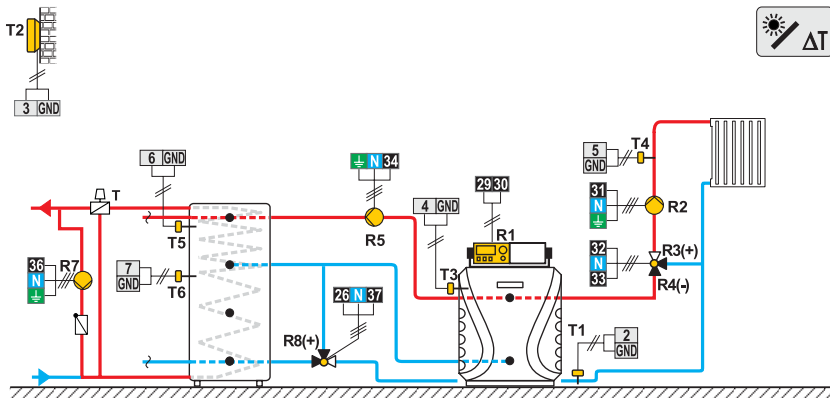 T2
3 GND
ΔT
6 GND
N 34
5
GND
T4
4 GND
29 30
31
N
R2
T
T5
R5
R1
R3(+)
32
N
33
R4(-)
36
N
R7
7
GND
T6
T3
26 N 37
R8(+)
T1
2
GND